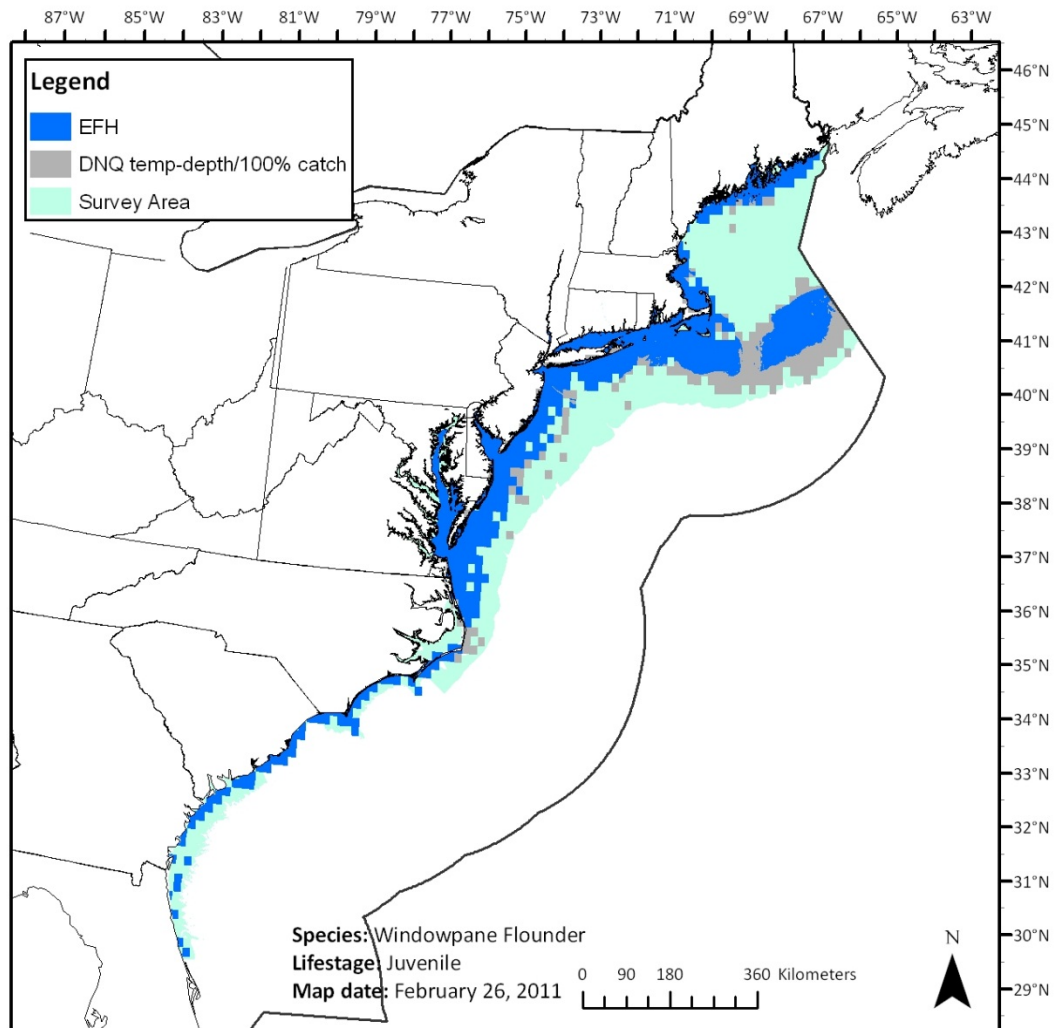 87°W 85°W 83°W 81°W 79°W 77°W 75°W 73°W 71°W 69°W 67°W 65°W 63°W
Legend
EFH
DNQ temp-depth/100% catch
Survey Area
46°N
45°N
44°N
43°N
42°N
41°N
40°N
39°N
38°N
37°N
36°N
35°N
34°N
33°N
32°N
31°N
30°N
29°N
Species: Windowpane Flounder
Lifestage: Juvenile
Map date: February 26, 2011
0 90 180 360 Kilometers
N